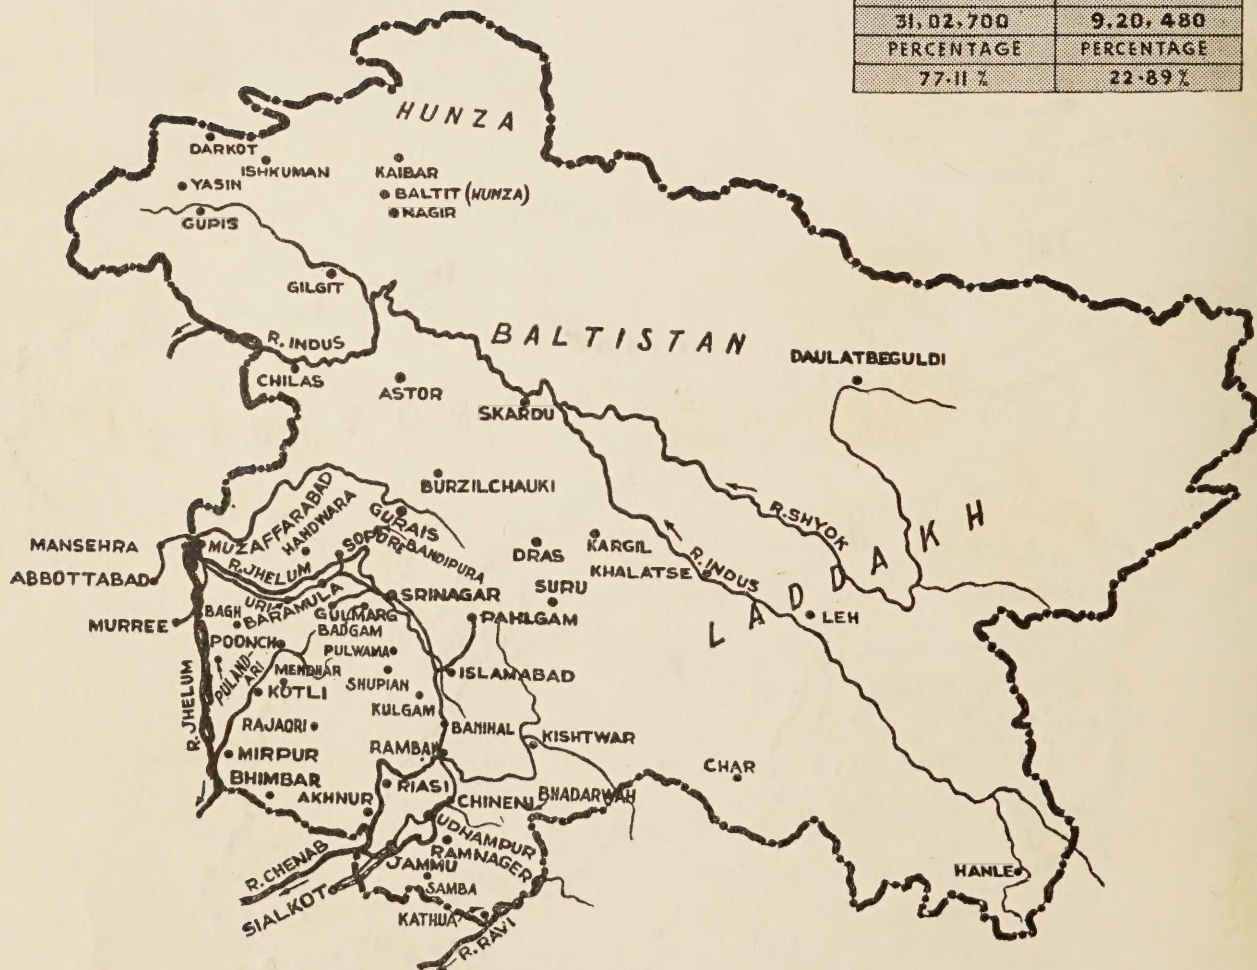 31,02,700 9,20,480
PERCENTAGE PERCENTAGE
77·11 % 22·89 %
HUNZA
DARKOT
ISHKUMAN
KAIBAR
YASIN
BALTIT (HUNZA)
NAGIR
GUPIS
GILGIT
R. INDUS
BALTISTAN
DAULATBEGULDI
CHILAS
ASTOR
SKARDU
BURZILCHAUKI
R. SHYOK
LADDAKH
MUZAFFARABAD
HANDWARA
GURAIS
BANDIPURA
SOPORE
MANSEHRA
DRAS
KARGIL
ABBOTTABAD
R. JHELUM
KHALATSE
R. INDUS
SURU
URI
BARAMULA
SRINAGAR
BAGH
GULMARG
PAHLGAM
LEH
MURREE
BADGAM
POONCH
PULWAMA
PULAND-
ARI
MENDHAR
ISLAMABAD
KOTLI
SHUPIAN
KULGAM
R. JHELUM
RAJAORI
BANIHAL
KISHTWAR
MIRPUR
RAMBAN
CHAR
BHIMBAR
RIASI
AKHNUR
CHINENI
BHADARWAH
UDHAMPUR
RAMNAGER
JAMMU
R. CHENAB
HANLE
SIALKOT
SAMBA
KATHUA
R. RAVI